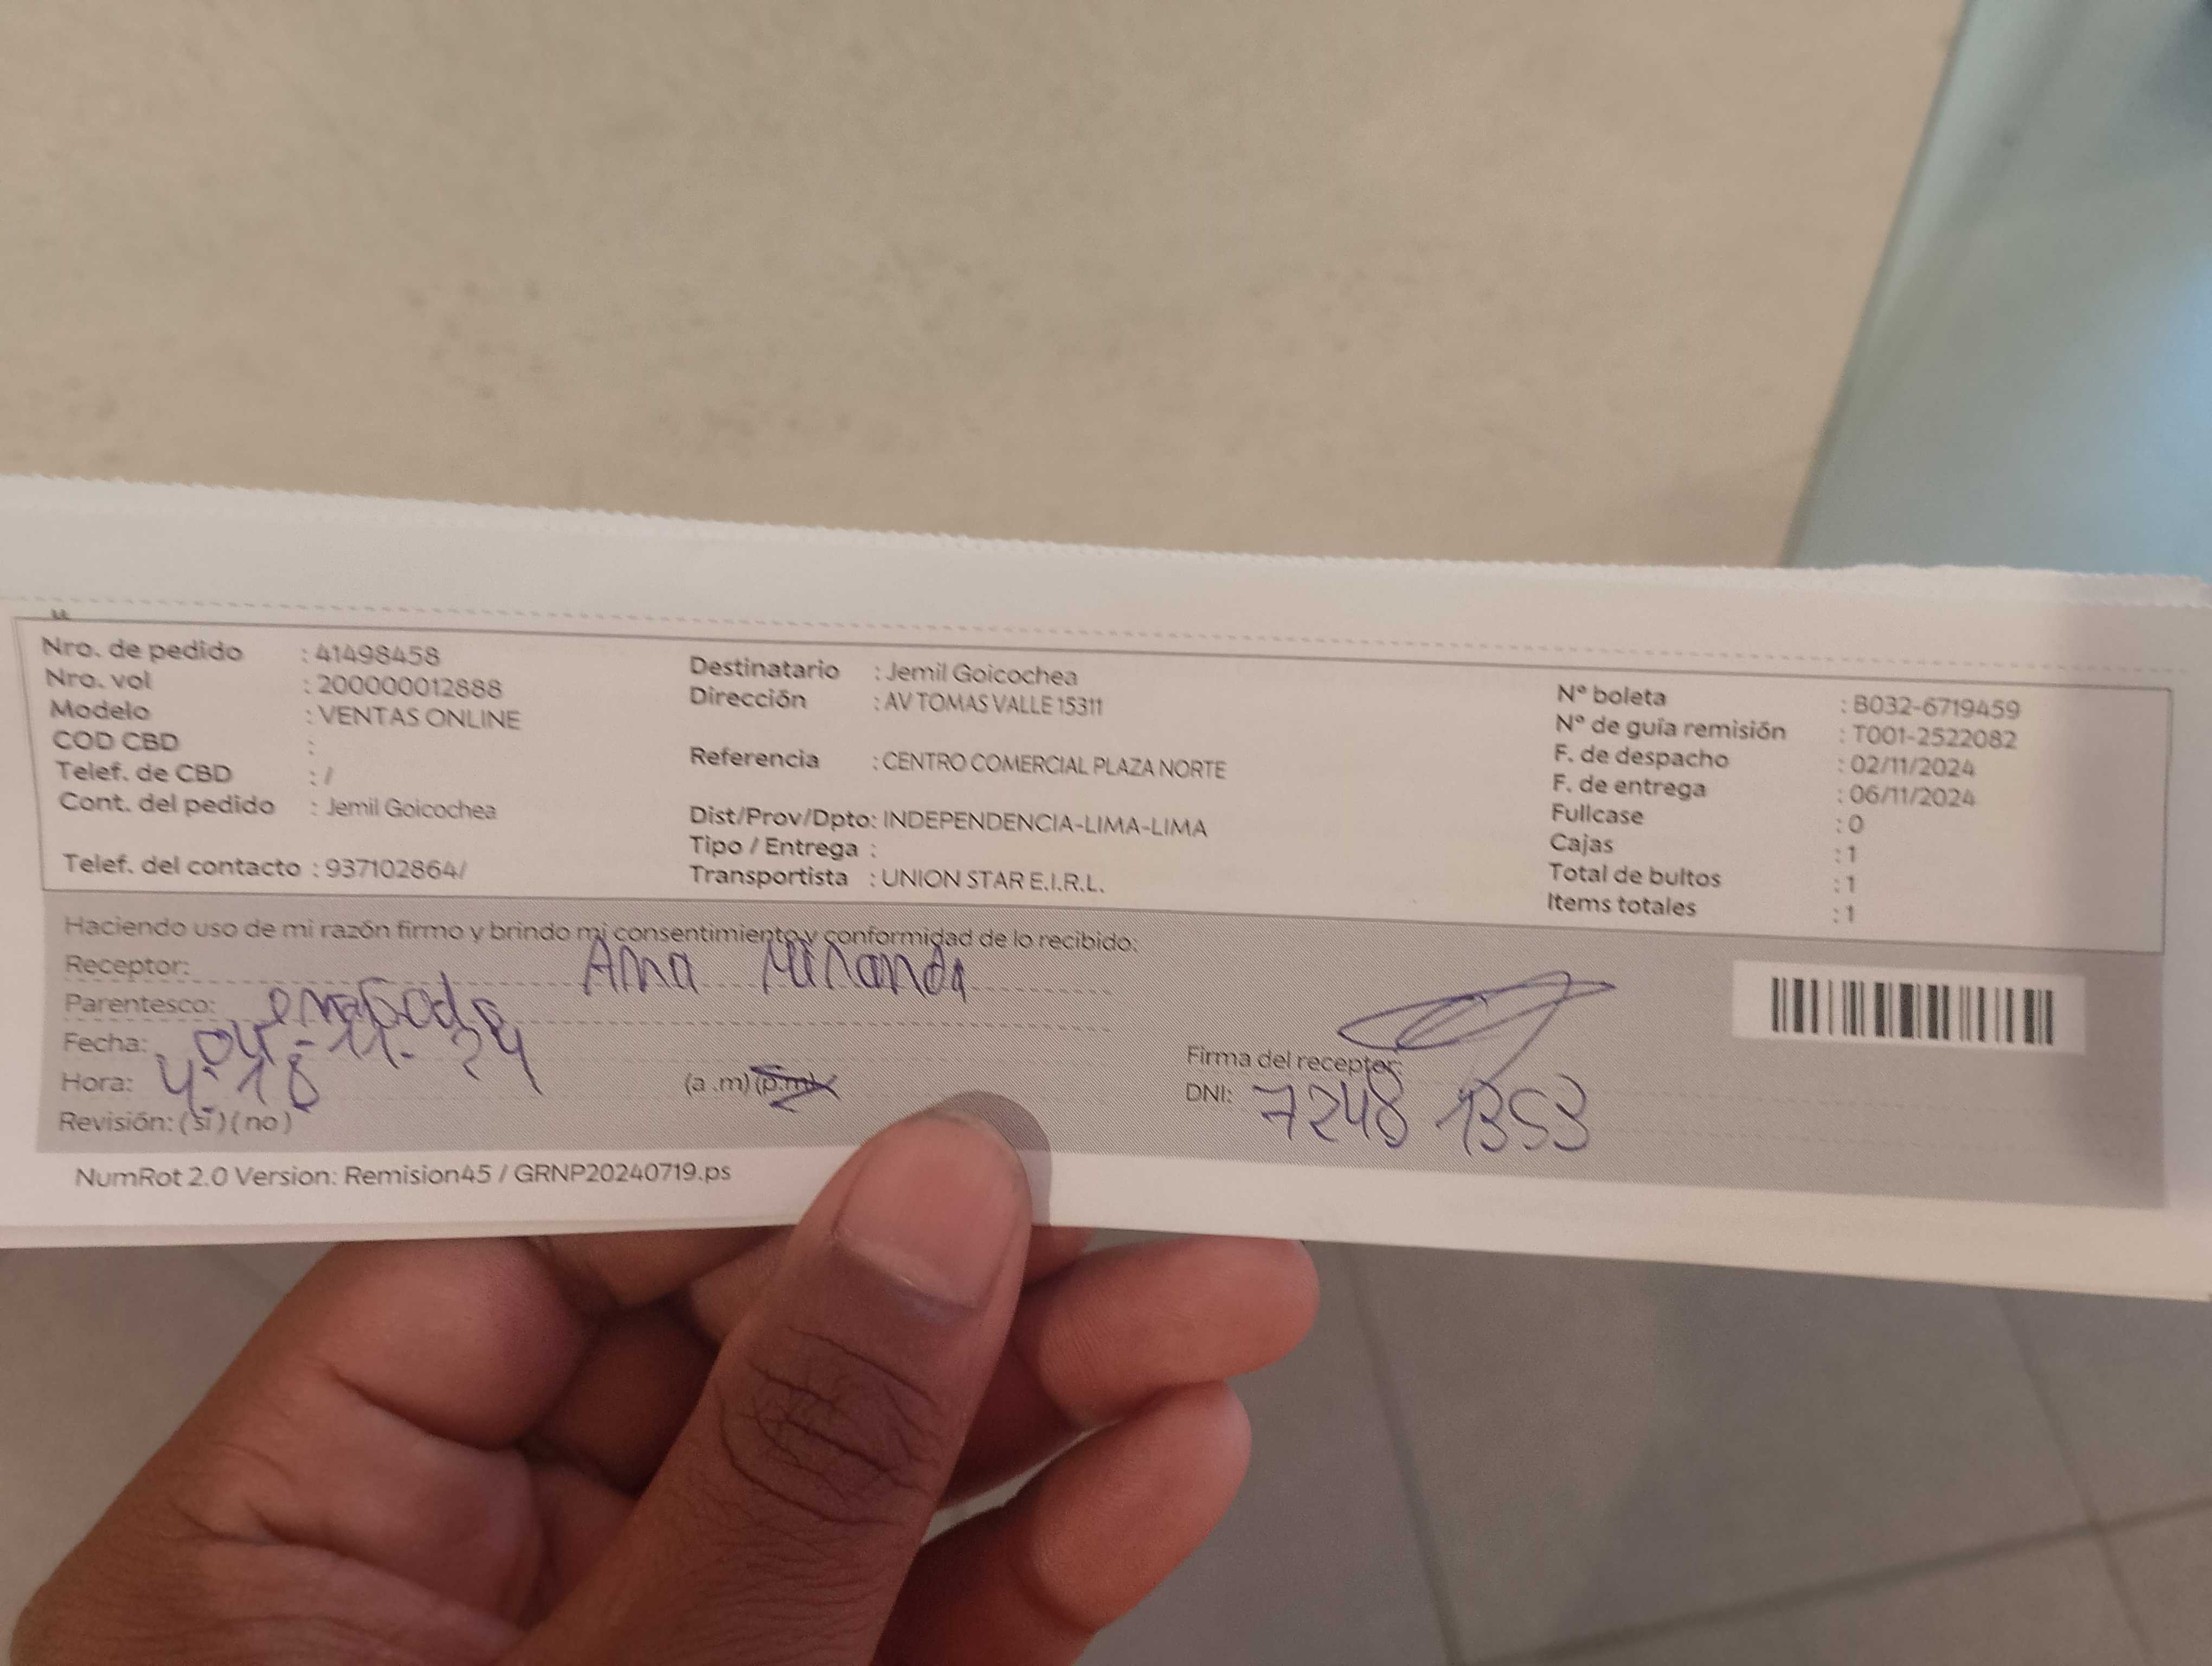 Nro. de pedido : 41498458
Nro. vol : 200000012888
Modelo : VENTAS ONLINE
COD CBD :
Telef. de CBD : /
Cont. del pedido : Jemil Goicochea
Telef. del contacto : 937102864/
Destinatario : Jemil Goicochea
Dirección : AV TOMAS VALLE 15311
Referencia : CENTRO COMERCIAL PLAZA NORTE
Dist/Prov/Dpto: INDEPENDENCIA-LIMA-LIMA
Tipo / Entrega :
Transportista : UNION STAR E.I.R.L.
N° boleta : B032-6719459
N° de guía remisión : T001-2522082
F. de despacho : 02/11/2024
F. de entrega : 06/11/2024
Fullcase : 0
Cajas : 1
Total de bultos : 1
Items totales : 1
Haciendo uso de mi razón firmo y brindo mi consentimiento y conformidad de lo recibido:
Receptor: Ana Miranda
Parentesco:
Fecha: 04-11-24
Hora: 4:18 (a .m) (p.m)
Revisión: (si) (no)
Firma del receptor:
DNI: 7248 1353
NumRot 2.0 Version: Remision45 / GRNP20240719.ps